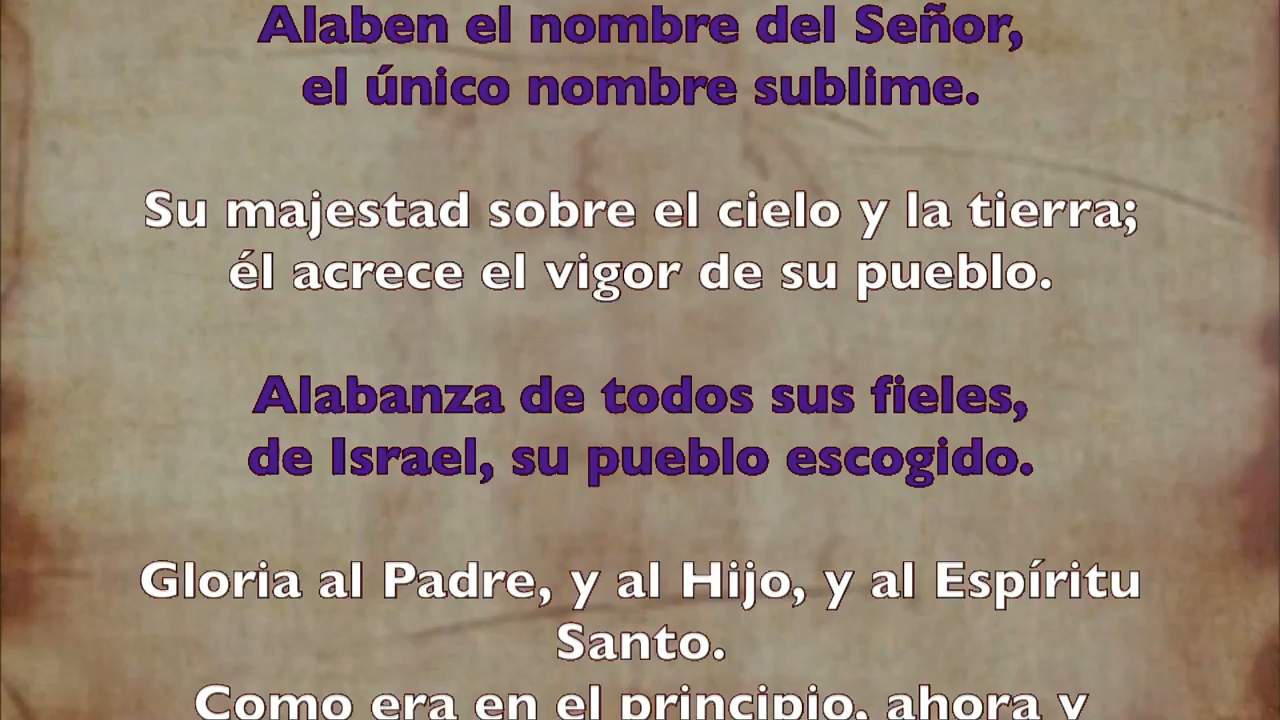 Alaben el nombre del Señor,
el único nombre sublime.
Su majestad sobre el cielo y la tierra;
él acrece el vigor de su pueblo.
Alabanza de todos sus fieles,
de Israel, su pueblo escogido.
Gloria al Padre, y al Hijo, y al Espíritu
Santo.
Como era en el principio, ahora y